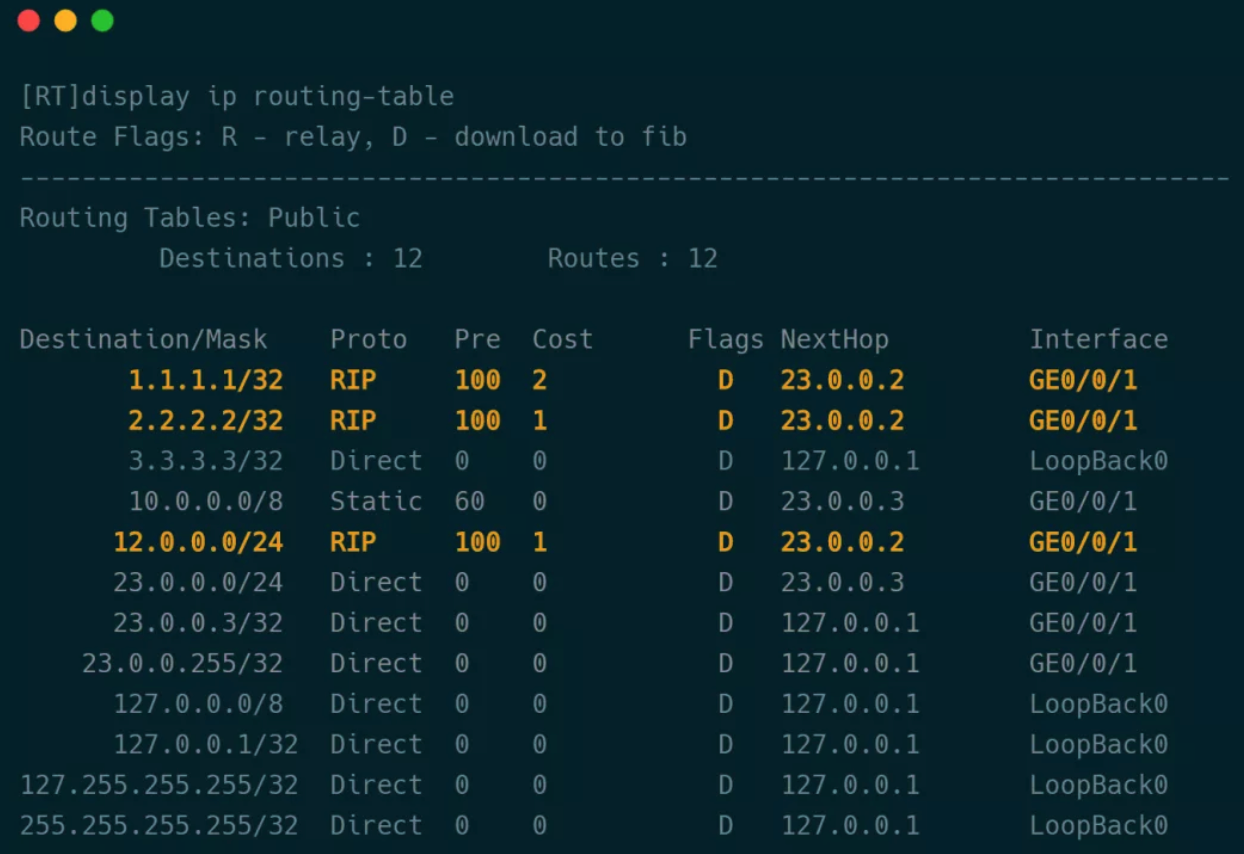 [RT]display ip routing-table
Route Flags: R - relay, D - download to fib
------------------------------------------------------------------------------
Routing Tables: Public
         Destinations : 12        Routes : 12

Destination/Mask    Proto   Pre  Cost      Flags NextHop         Interface
       1.1.1.1/32   RIP     100  2           D   23.0.0.2        GE0/0/1
       2.2.2.2/32   RIP     100  1           D   23.0.0.2        GE0/0/1
       3.3.3.3/32   Direct  0    0           D   127.0.0.1       LoopBack0
       10.0.0.0/8   Static  60   0           D   23.0.0.3        GE0/0/1
      12.0.0.0/24   RIP     100  1           D   23.0.0.2        GE0/0/1
      23.0.0.0/24   Direct  0    0           D   23.0.0.3        GE0/0/1
      23.0.0.3/32   Direct  0    0           D   127.0.0.1       GE0/0/1
    23.0.0.255/32   Direct  0    0           D   127.0.0.1       GE0/0/1
      127.0.0.0/8   Direct  0    0           D   127.0.0.1       LoopBack0
      127.0.0.1/32  Direct  0    0           D   127.0.0.1       LoopBack0
127.255.255.255/32  Direct  0    0           D   127.0.0.1       LoopBack0
255.255.255.255/32  Direct  0    0           D   127.0.0.1       LoopBack0